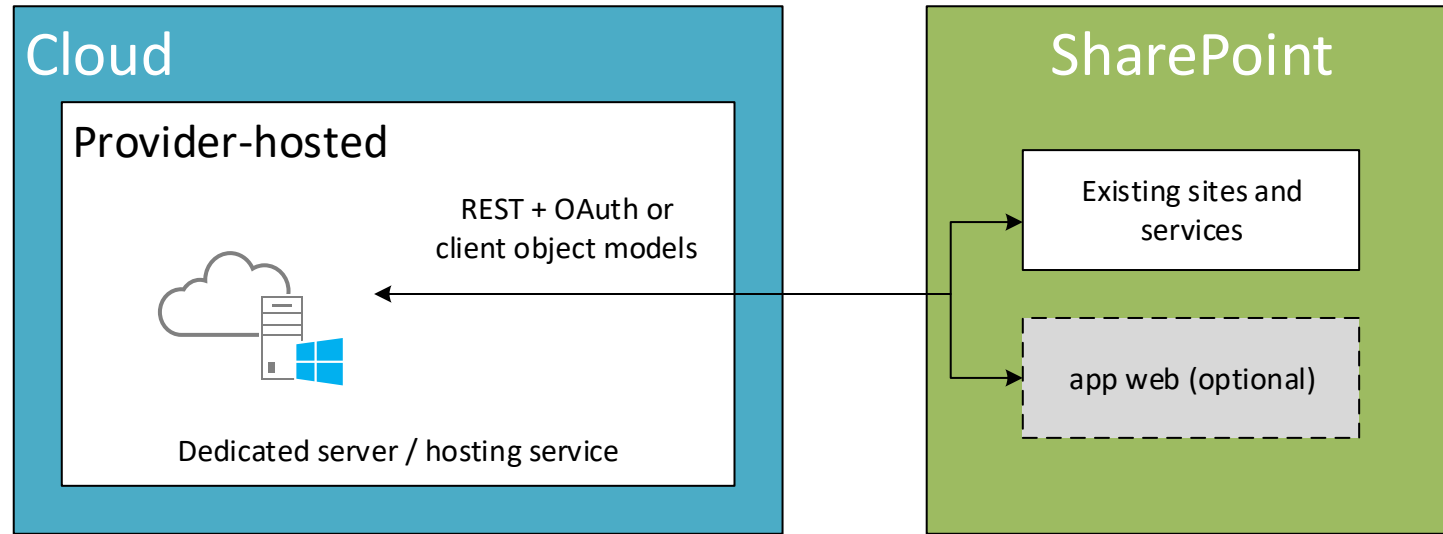 Cloud
Provider-hosted
REST + OAuth or
client object models
Dedicated server / hosting service
SharePoint
Existing sites and
services
app web (optional)